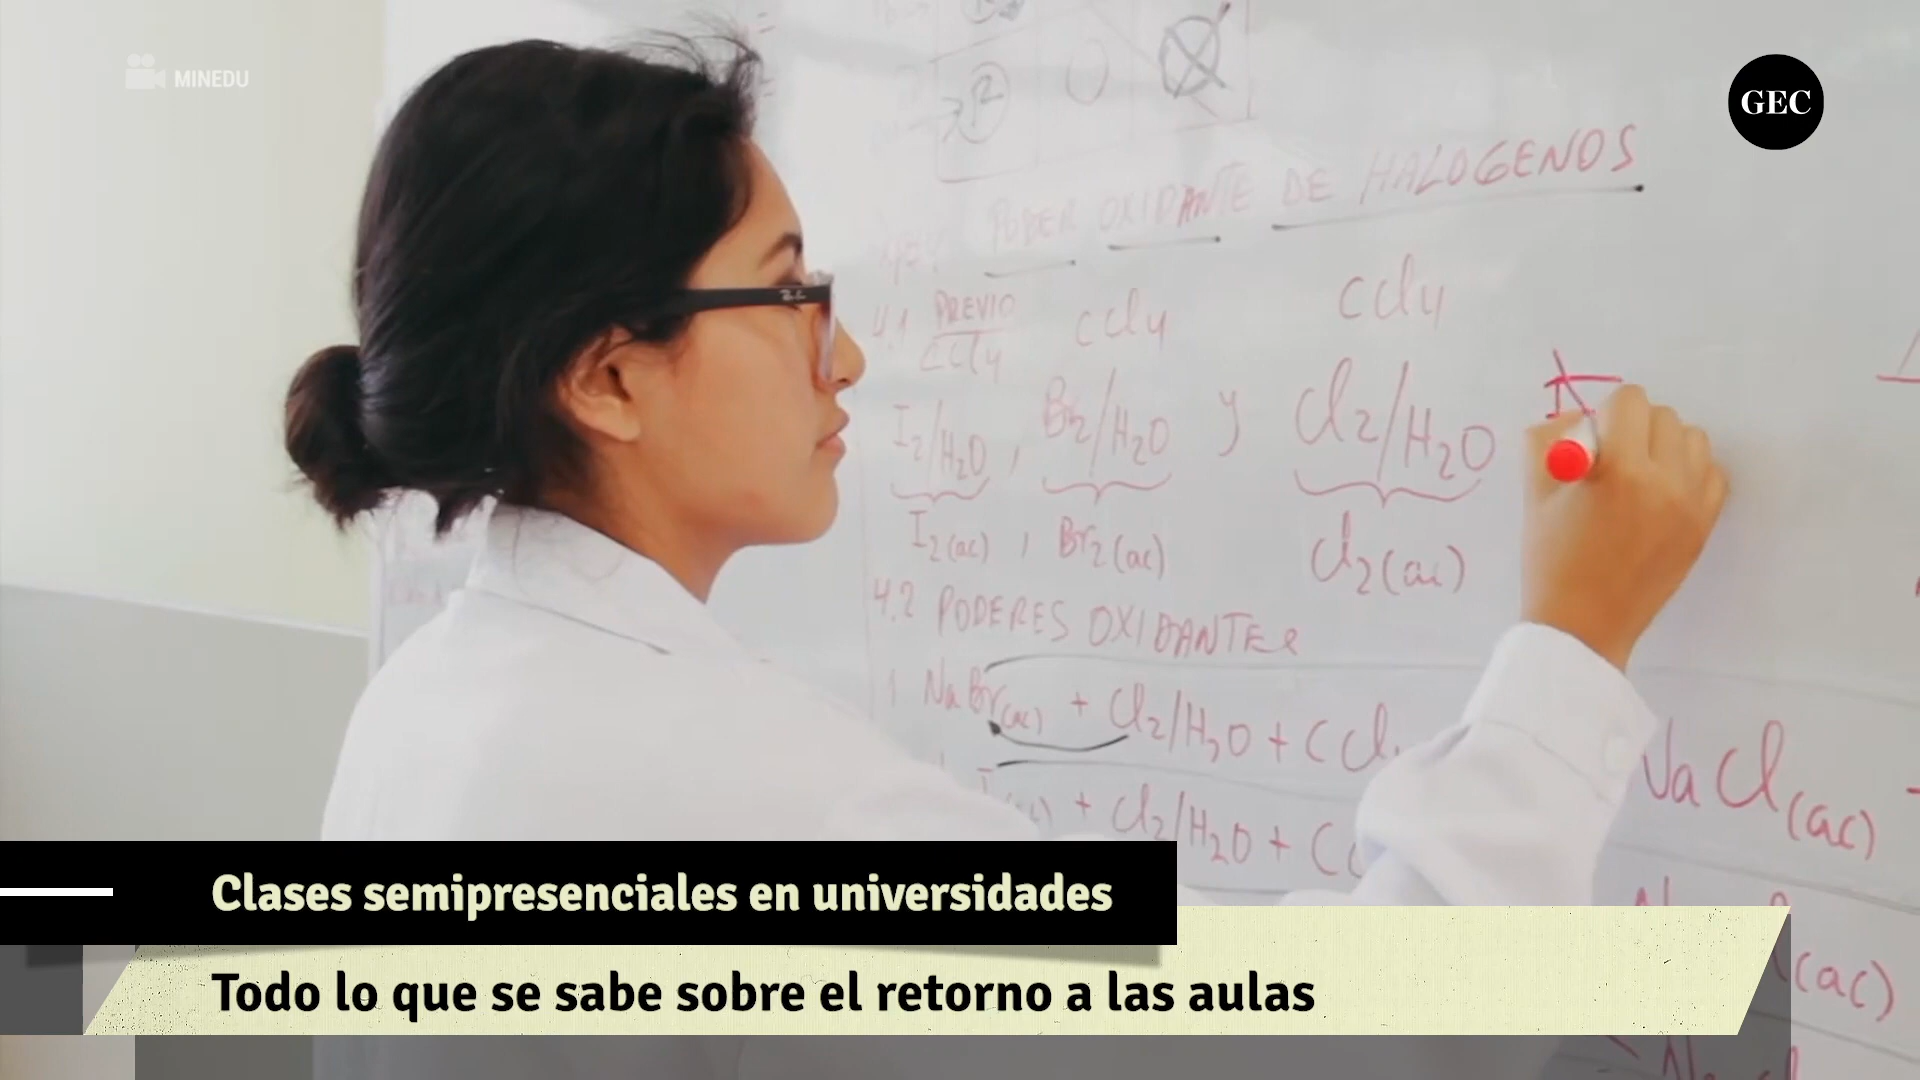 MINEDU
GEC
PODER OXIDANTE DE HALOGENOS
4.1 PREVIO
CCl4
CCl4
CCl4
I2/H2O, Br2/H2O y Cl2/H2O
I2(ac), Br2(ac)
Cl2(ac)
4.2 PODERES OXIDANTES
1 NaBr(ac) + Cl2/H2O + CCl
NaCl(ac)
+ Cl2/H2O + CC
(ac)
Clases semipresenciales en universidades
Todo lo que se sabe sobre el retorno a las aulas